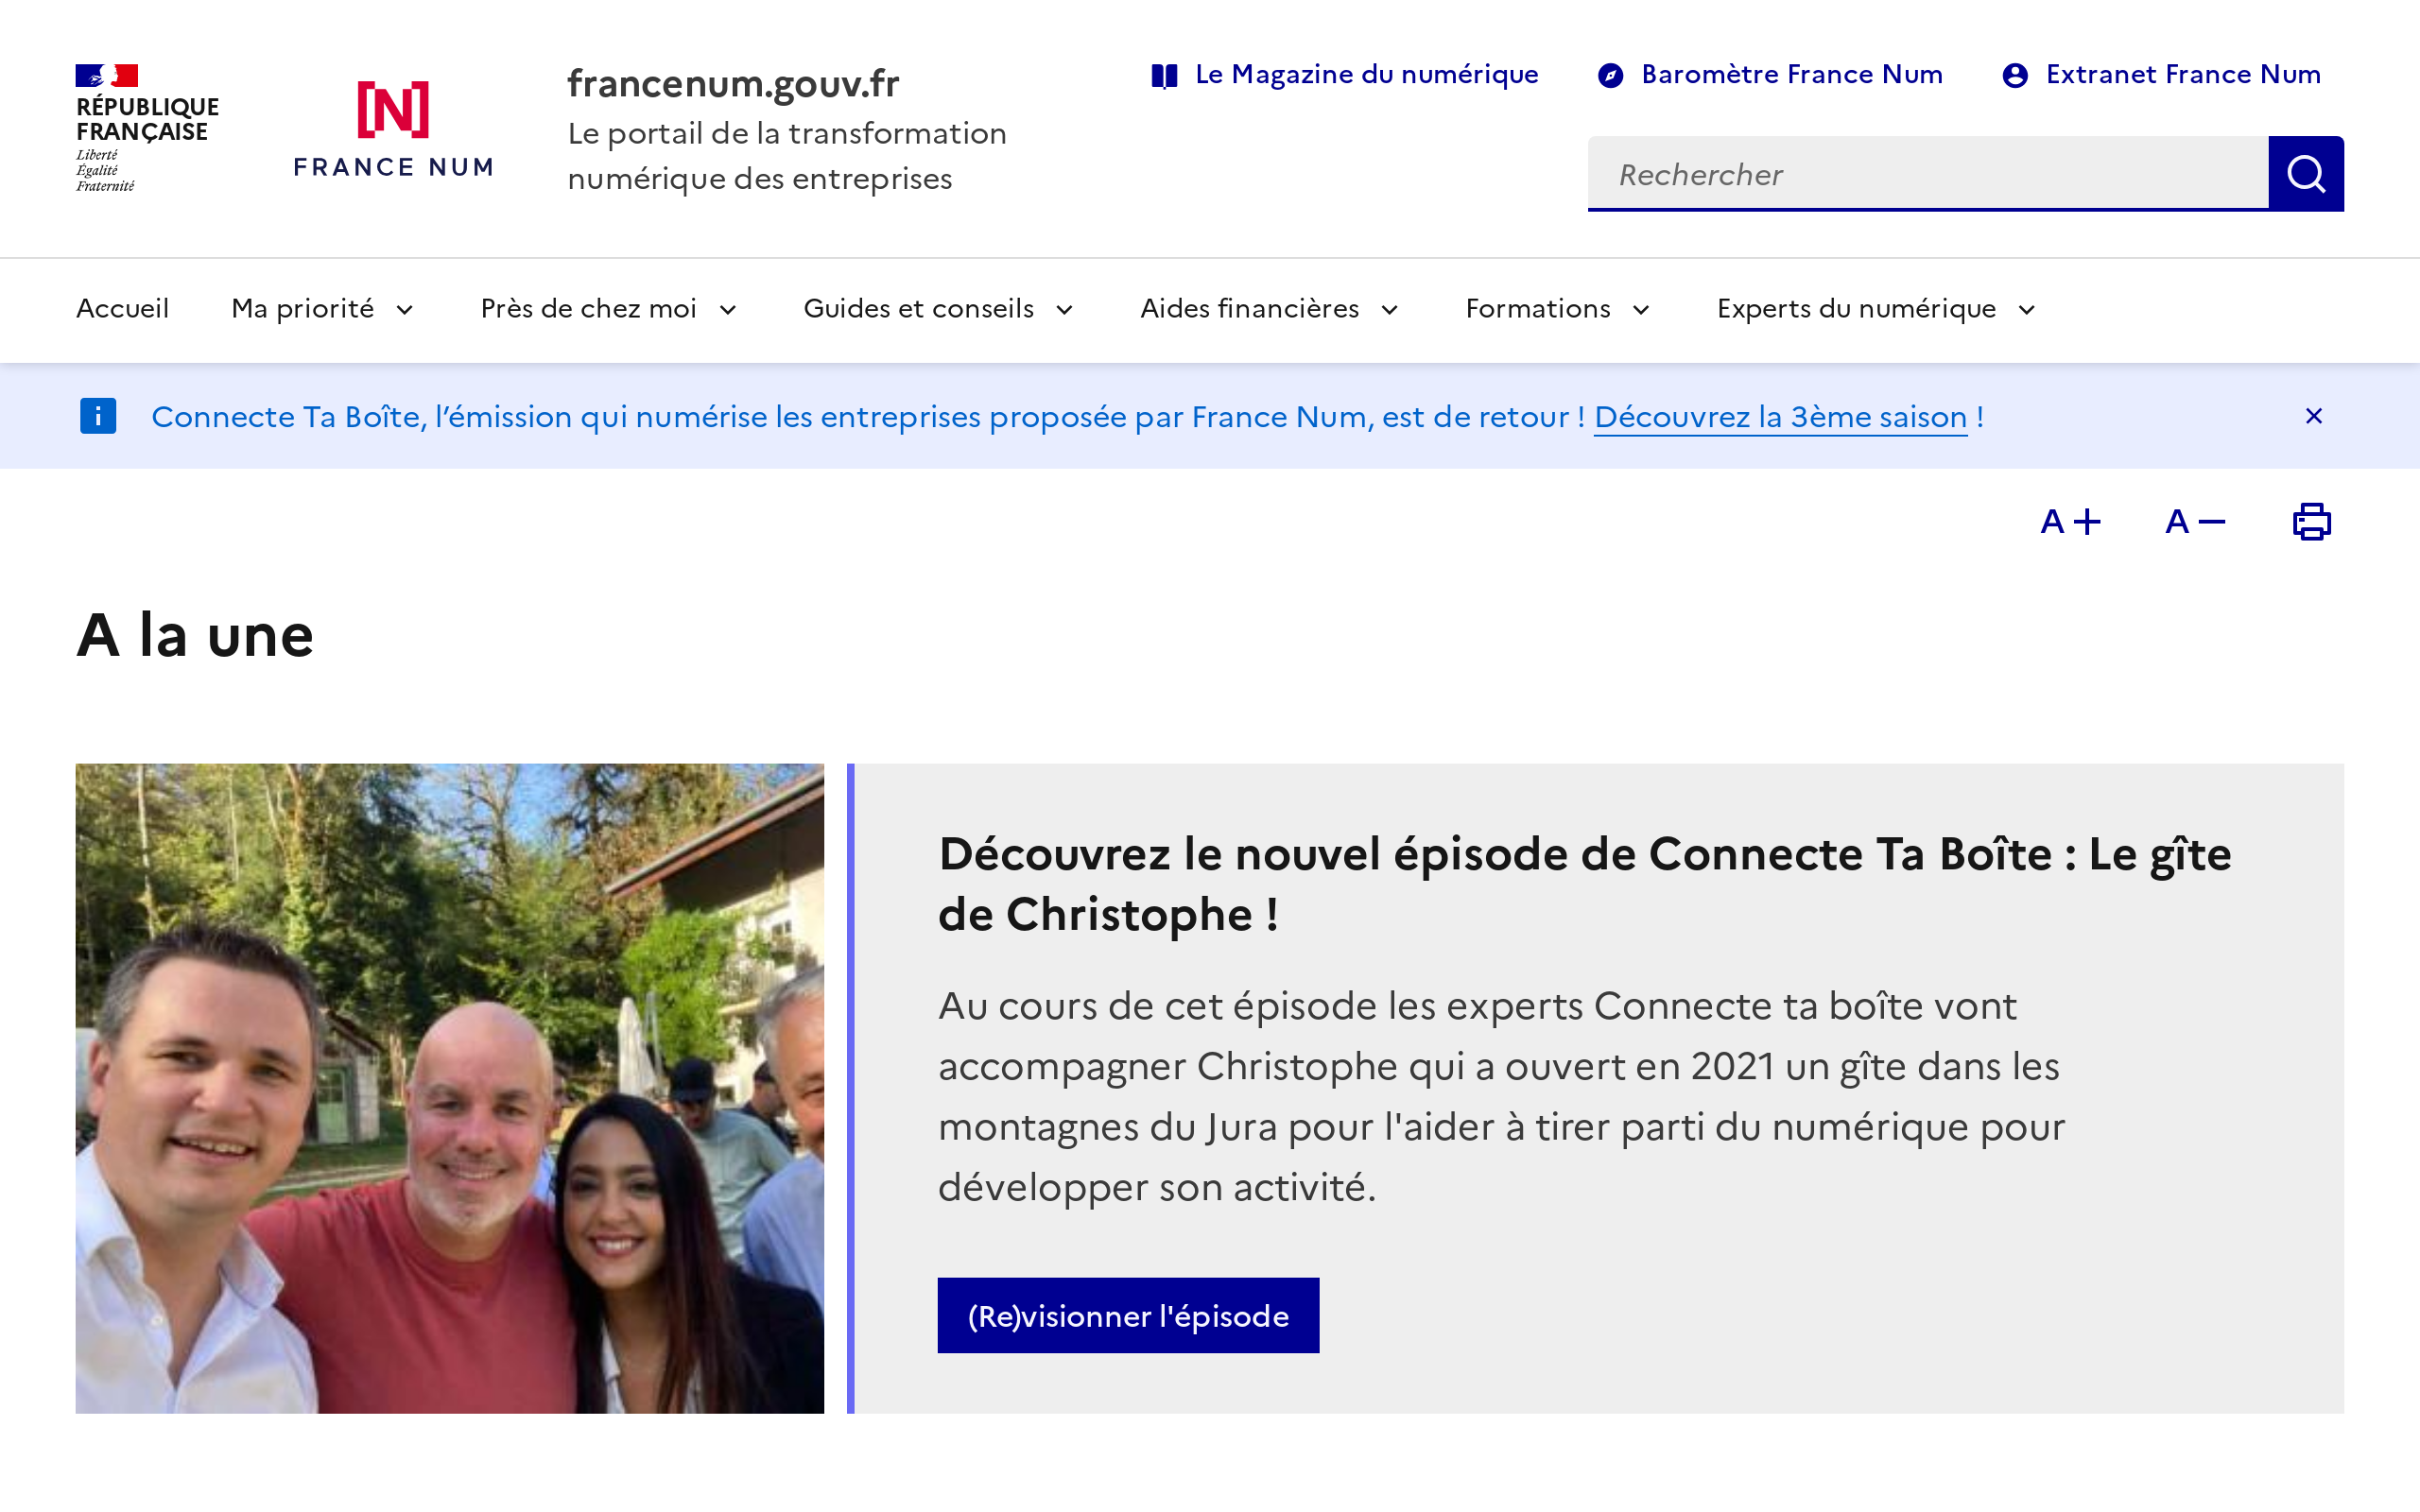 RÉPUBLIQUE
FRANÇAISE
Liberté
Égalité
Fraternité
[N]
FRANCE NUM
francenum.gouv.fr
Le portail de la transformation
numérique des entreprises
Le Magazine du numérique
Baromètre France Num
Extranet France Num
Rechercher
Accueil
Ma priorité
Près de chez moi
Guides et conseils
Aides financières
Formations
Experts du numérique
Connecte Ta Boîte, l’émission qui numérise les entreprises proposée par France Num, est de retour ! Découvrez la 3ème saison !
A+
A−
A la une
Découvrez le nouvel épisode de Connecte Ta Boîte : Le gîte
de Christophe !
Au cours de cet épisode les experts Connecte ta boîte vont
accompagner Christophe qui a ouvert en 2021 un gîte dans les
montagnes du Jura pour l'aider à tirer parti du numérique pour
développer son activité.
(Re)visionner l'épisode